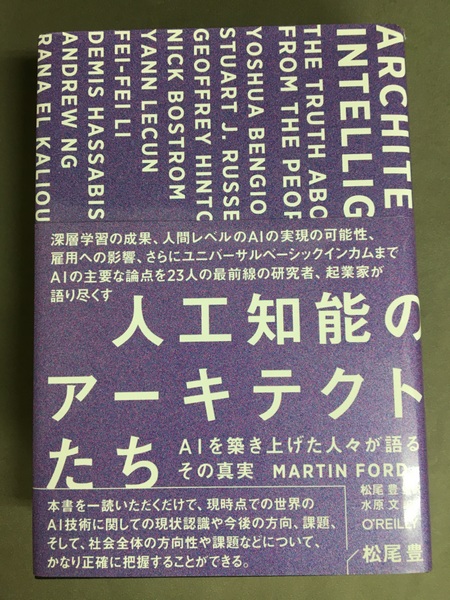 ARCHITE
INTELLIG
THE TRUTH ABO
FROM THE PEOP
YOSHUA BENGIO
STUART J. RUSSE
GEOFFREY HINTO
NICK BOSTROM
YANN LECUN
FEI-FEI LI
DEMIS HASSABIS
ANDREW NG
RANA EL KALIOU
深層学習の成果、人間レベルのAIの実現の可能性、
雇用への影響、さらにユニバーサルベーシックインカムまで
AIの主要な論点を23人の最前線の研究者、起業家が
語り尽くす
人工知能の
アーキテクト
たち
AIを築き上げた人々が語る
その真実
MARTIN FORD
松尾 豊
水原 文
O'REILLY
本書を一読いただくだけで、現時点での世界の
AI技術に関しての現状認識や今後の方向、課題、
そして、社会全体の方向性や課題などについて、
かなり正確に把握することができる。
松尾 豊